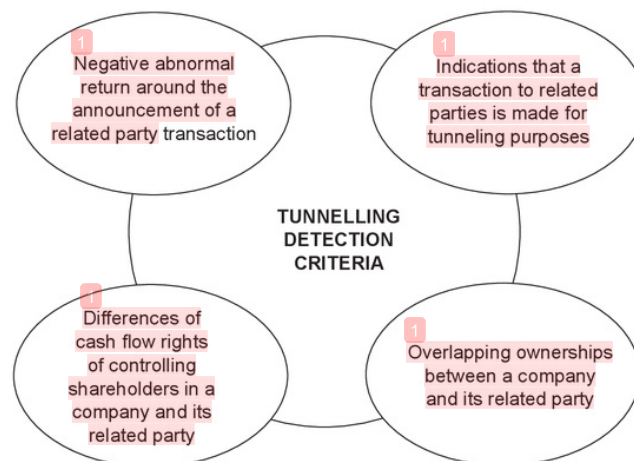 1
Negative abnormal
return around the
announcement of a
related party transaction
1
Indications that a
transaction to related
parties is made for
tunneling purposes
TUNNELLING
DETECTION
CRITERIA
1
Differences of
cash flow rights
of controlling
shareholders in a
company and its
related party
1
Overlapping ownerships
between a company
and its related party